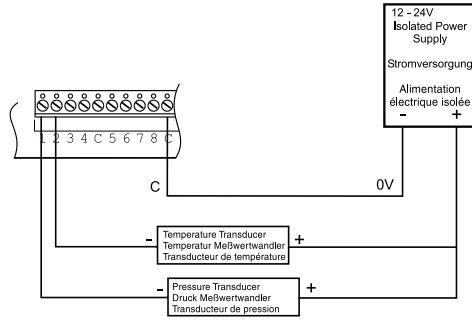 12 - 24V
Isolated Power
Supply
Stromversorgung
Alimentation
électrique isolée
- +
1 2 3 4 C 5 6 7 8 C
C 0V
- Temperature Transducer +
Temperatur Meßwertwandler
Transducteur de température
- Pressure Transducer +
Druck Meßwertwandler
Transducteur de pression